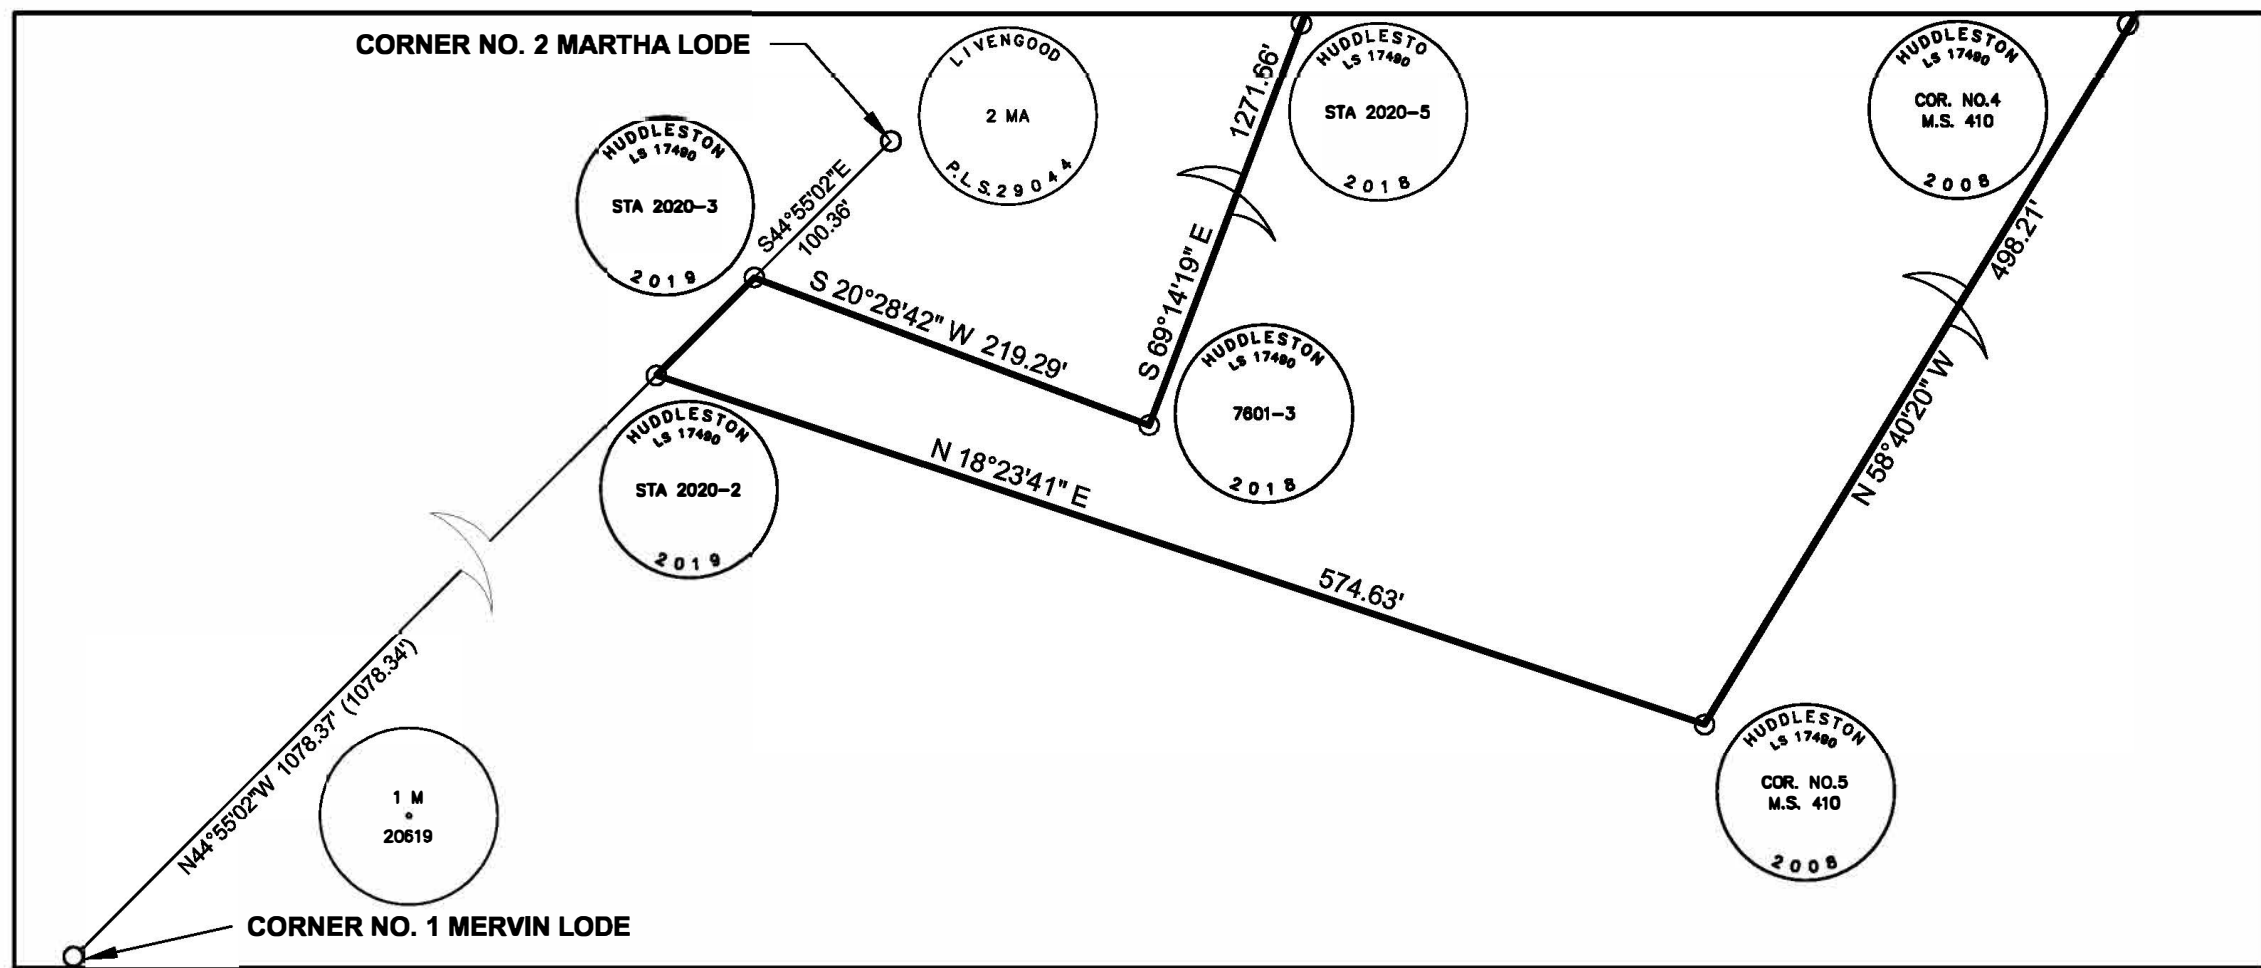 CORNER NO. 2 MARTHA LODE
LIVENGOOD
2 MA
P.L.S.29044
HUDDLESTO
LS 17490
STA 2020-5
2018
HUDDLESTON
LS 17490
COR. NO.4
M.S. 410
2008
HUDDLESTON
LS 17490
STA 2020-3
2019
S44°55'02"E
100.36'
1271.66'
S 69°14'19" E
S 20°28'42" W 219.29'
498.21'
N 58°40'20" W
HUDDLESTON
LS 17490
7601-3
2018
HUDDLESTON
LS 17490
STA 2020-2
2019
N 18°23'41" E
574.63'
N44°55'02"W 1078.37' (1078.34')
1 M
20619
HUDDLESTON
LS 17490
COR. NO.5
M.S. 410
2008
CORNER NO. 1 MERVIN LODE